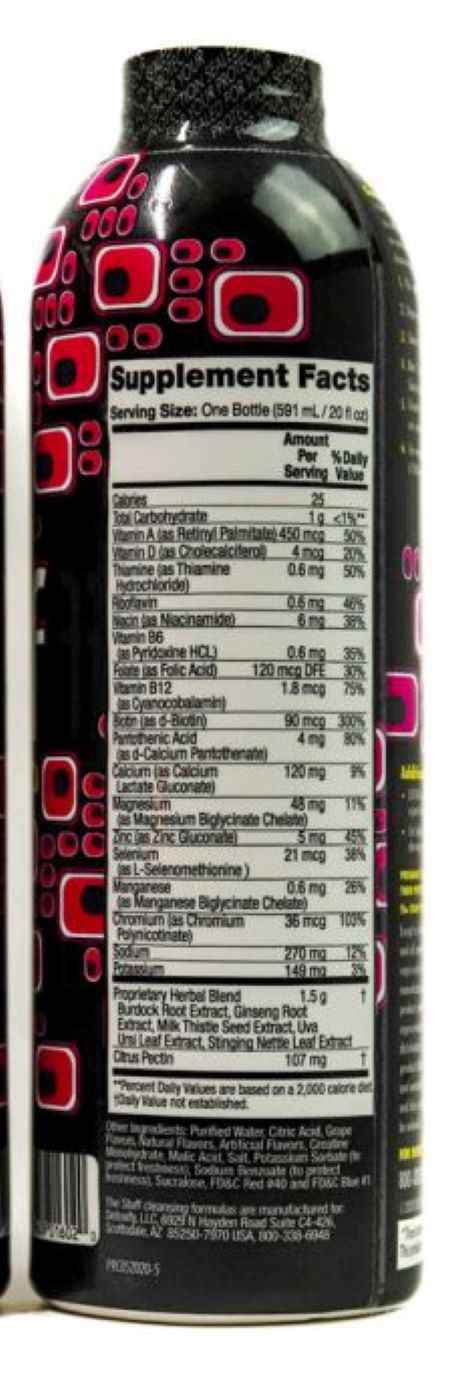 Supplement Facts
Serving Size: One Bottle (591 mL / 20 fl oz)
Amount
Per % Daily
Serving Value
Calories 25
Total Carbohydrate 1 g <1%**
Vitamin A (as Retinyl Palmitate) 450 mcg 50%
Vitamin D (as Cholecalciferol) 4 mcg 20%
Thiamine (as Thiamine 0.6 mg 50%
Hydrochloride)
Riboflavin 0.6 mg 46%
Niacin (as Niacinamide) 6 mg 38%
Vitamin B6
(as Pyridoxine HCL) 0.6 mg 35%
Folate (as Folic Acid) 120 mcg DFE 30%
Vitamin B12 1.8 mcg 75%
(as Cyanocobalamin)
Biotin (as d-Biotin) 90 mcg 300%
Pantothenic Acid 4 mg 80%
(as d-Calcium Pantothenate)
Calcium (as Calcium 120 mg 9%
Lactate Gluconate)
Magnesium 48 mg 11%
(as Magnesium Biglycinate Chelate)
Zinc (as Zinc Gluconate) 5 mg 45%
Selenium 21 mcg 38%
(as L-Selenomethionine )
Manganese 0.6 mg 26%
(as Manganese Biglycinate Chelate)
Chromium (as Chromium 36 mcg 103%
Polynicotinate)
Sodium 270 mg 12%
Potassium 149 mg 3%
Proprietary Herbal Blend 1.5 g †
Burdock Root Extract, Ginseng Root
Extract, Milk Thistle Seed Extract, Uva
Ursi Leaf Extract, Stinging Nettle Leaf Extract
Citrus Pectin 107 mg †
**Percent Daily Values are based on a 2,000 calorie diet.
†Daily Value not established.
Other Ingredients: Purified Water, Citric Acid, Grape
Flavor, Natural Flavors, Artificial Flavors, Creatine
Monohydrate, Malic Acid, Salt, Potassium Sorbate (to
protect freshness), Sodium Benzoate (to protect
freshness), Sucralose, FD&C Red #40 and FD&C Blue #1
The Stuff cleansing formulas are manufactured for:
Detoxify, LLC, 6929 N Hayden Road Suite C4-426,
Scottsdale, AZ 85250-7970 USA, 800-338-6948